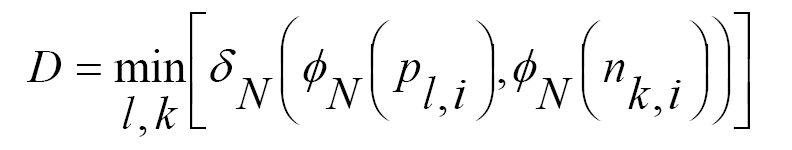 D = min_{l,k}[δ_N(ϕ_N(p_{l,i}),ϕ_N(n_{k,i}))]